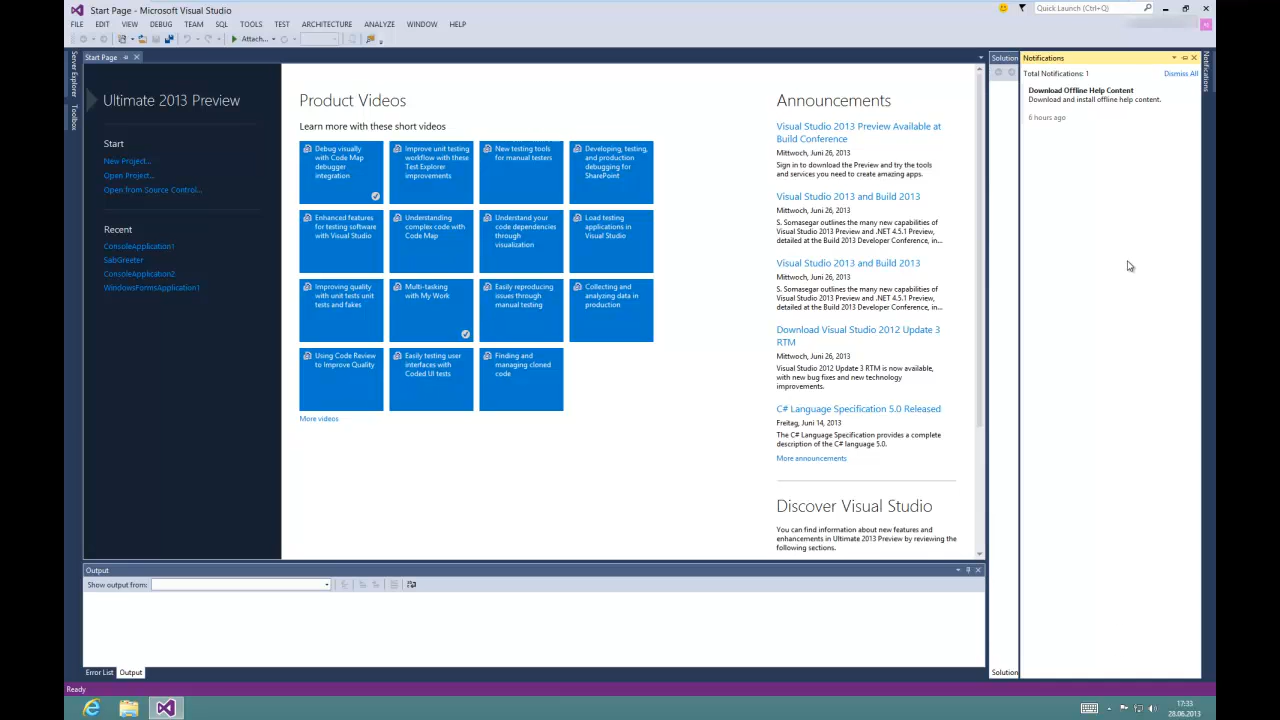 Start Page - Microsoft Visual Studio
Quick Launch (Ctrl+Q)
FILE EDIT VIEW DEBUG TEAM SQL TOOLS TEST ARCHITECTURE ANALYZE WINDOW HELP
Attach...
Server Explorer
Toolbox
Start Page
Ultimate 2013 Preview
Start
New Project...
Open Project...
Open from Source Control...
Recent
ConsoleApplication1
SabGreeter
ConsoleApplication2
WindowsFormsApplication1
Product Videos
Learn more with these short videos
Debug visually
with Code Map
debugger
integration
Improve unit testing
workflow with these
Test Explorer
improvements
New testing tools
for manual testers
Developing, testing,
and production
debugging for
SharePoint
Enhanced features
for testing software
with Visual Studio
Understanding
complex code with
Code Map
Understand your
code dependencies
through
visualization
Load testing
applications in
Visual Studio
Improving quality
with unit tests unit
tests and fakes
Multi-tasking
with My Work
Easily reproducing
issues through
manual testing
Collecting and
analyzing data in
production
Using Code Review
to Improve Quality
Easily testing user
interfaces with
Coded UI tests
Finding and
managing cloned
code
More videos
Announcements
Visual Studio 2013 Preview Available at
Build Conference
Mittwoch, Juni 26, 2013
Sign in to download the Preview and try the tools
and services you need to create amazing apps.
Visual Studio 2013 and Build 2013
Mittwoch, Juni 26, 2013
S. Somasegar outlines the many new capabilities of
Visual Studio 2013 Preview and .NET 4.5.1 Preview,
detailed at the Build 2013 Developer Conference, in...
Visual Studio 2013 and Build 2013
Mittwoch, Juni 26, 2013
S. Somasegar outlines the many new capabilities of
Visual Studio 2013 Preview and .NET 4.5.1 Preview,
detailed at the Build 2013 Developer Conference, in...
Download Visual Studio 2012 Update 3
RTM
Mittwoch, Juni 26, 2013
Visual Studio 2012 Update 3 RTM is now available,
with new bug fixes and new technology
improvements.
C# Language Specification 5.0 Released
Freitag, Juni 14, 2013
The C# Language Specification provides a complete
description of the C# language 5.0.
More announcements
Discover Visual Studio
You can find information about new features and
enhancements in Ultimate 2013 Preview by reviewing the
following sections.
Solution
Notifications
Total Notifications: 1
Dismiss All
Download Offline Help Content
Download and install offline help content.
6 hours ago
Notifications
Output
Show output from:
Error List
Output
Solution
Ready
17:33
28.06.2013